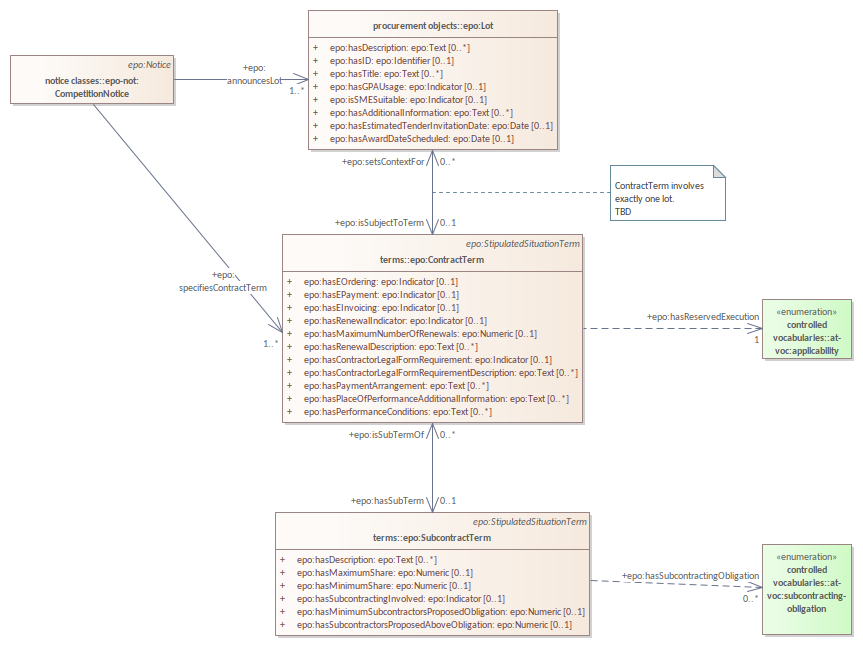 procurement objects::epo:Lot
+ epo:hasDescription: epo:Text [0..*]
+ epo:hasID: epo:Identifier [0..1]
+ epo:hasTitle: epo:Text [0..*]
+ epo:hasGPAUsage: epo:Indicator [0..1]
+ epo:isSMESuitable: epo:Indicator [0..1]
+ epo:hasAdditionalInformation: epo:Text [0..*]
+ epo:hasEstimatedTenderInvitationDate: epo:Date [0..1]
+ epo:hasAwardDateScheduled: epo:Date [0..1]
epo:Notice
notice classes::epo-not:
CompetitionNotice
+epo:
announcesLot
1..*
+epo:setsContextFor
0..*
ContractTerm involves
exactly one lot.
TBD
+epo:isSubjectToTerm
0..1
epo:StipulatedSituationTerm
terms::epo:ContractTerm
+ epo:hasEOrdering: epo:Indicator [0..1]
+ epo:hasEPayment: epo:Indicator [0..1]
+ epo:hasEInvoicing: epo:Indicator [0..1]
+ epo:hasRenewalIndicator: epo:Indicator [0..1]
+ epo:hasMaximumNumberOfRenewals: epo:Numeric [0..1]
+ epo:hasRenewalDescription: epo:Text [0..*]
+ epo:hasContractorLegalFormRequirement: epo:Indicator [0..1]
+ epo:hasContractorLegalFormRequirementDescription: epo:Text [0..*]
+ epo:hasPaymentArrangement: epo:Text [0..*]
+ epo:hasPlaceOfPerformanceAdditionalInformation: epo:Text [0..*]
+ epo:hasPerformanceConditions: epo:Text [0..*]
+epo:
specifiesContractTerm
1..*
+epo:hasReservedExecution
1
«enumeration»
controlled
vocabularies::at-
voc:applicability
+epo:isSubTermOf
0..*
+epo:hasSubTerm
0..1
epo:StipulatedSituationTerm
terms::epo:SubcontractTerm
+ epo:hasDescription: epo:Text [0..*]
+ epo:hasMaximumShare: epo:Numeric [0..1]
+ epo:hasMinimumShare: epo:Numeric [0..1]
+ epo:hasSubcontractingInvolved: epo:Indicator [0..1]
+ epo:hasMinimumSubcontractorsProposedObligation: epo:Numeric [0..1]
+ epo:hasSubcontractorsProposedAboveObligation: epo:Numeric [0..1]
+epo:hasSubcontractingObligation
0..*
«enumeration»
controlled
vocabularies::at-
voc:subcontracting-
obligation